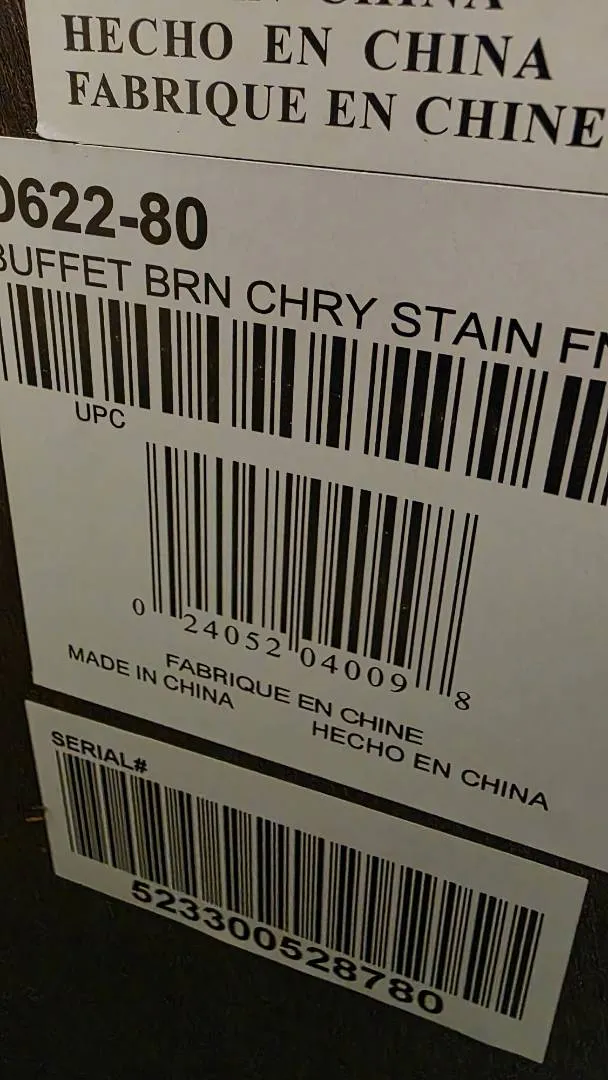 HECHO EN CHINA
FABRIQUE EN CHINE
D622-80
BUFFET BRN CHRY STAIN
UPC
0 24052 04009 8
FABRIQUE EN CHINE
MADE IN CHINA
HECHO EN CHINA
SERIAL#
523300528780